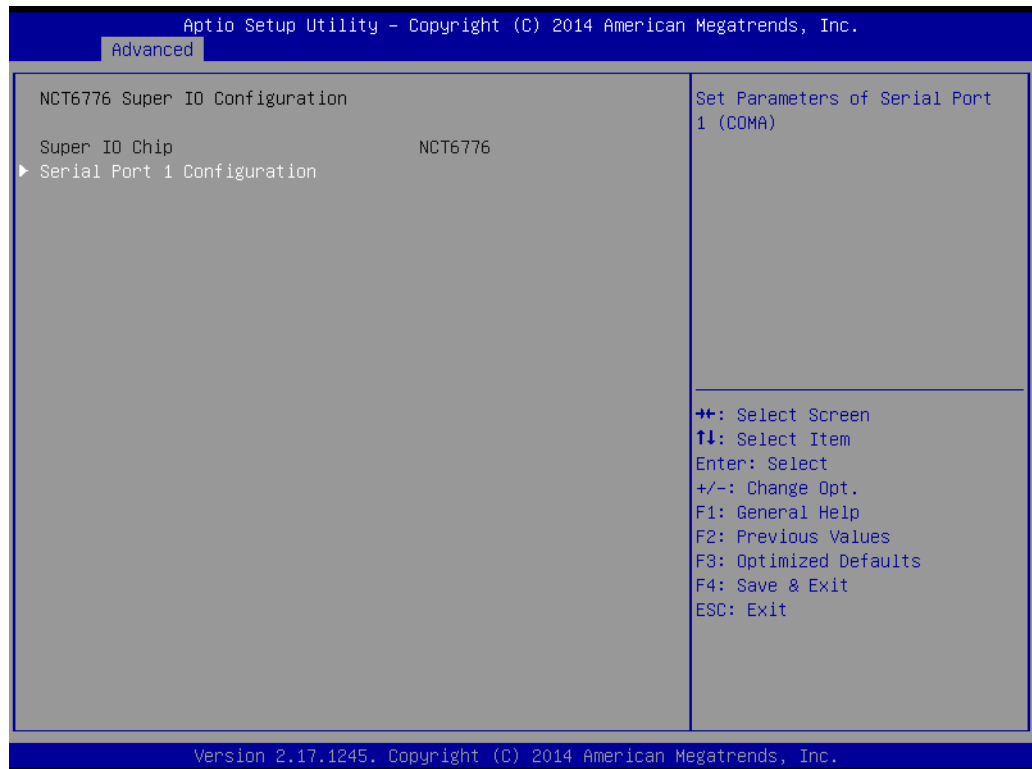 Aptio Setup Utility – Copyright (C) 2014 American Megatrends, Inc.
Advanced
NCT6776 Super IO Configuration
Super IO Chip NCT6776
► Serial Port 1 Configuration
Set Parameters of Serial Port
1 (COMA)
→←: Select Screen
↑↓: Select Item
Enter: Select
+/-: Change Opt.
F1: General Help
F2: Previous Values
F3: Optimized Defaults
F4: Save & Exit
ESC: Exit
Version 2.17.1245. Copyright (C) 2014 American Megatrends, Inc.